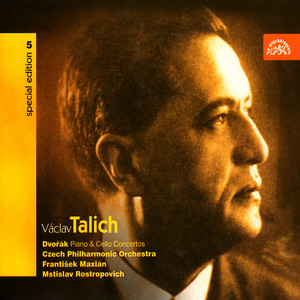 special edition 5
SUPRAPHON
Václav Talich
Dvořák Piano & Cello Concertos
Czech Philharmonic Orchestra
František Maxián
Mstislav Rostropovich